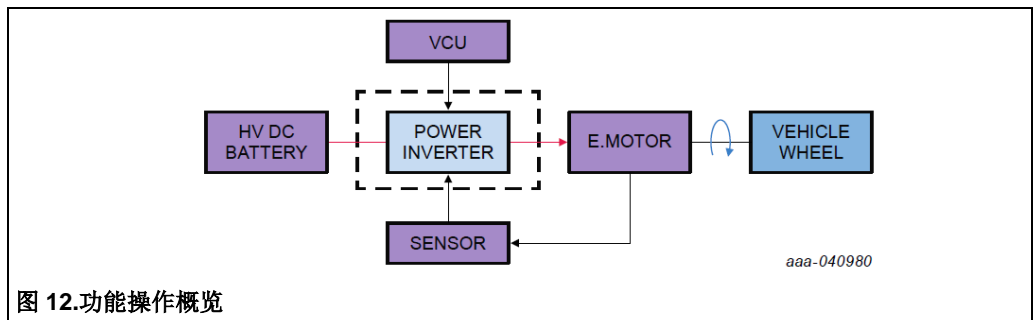 VCU
HV DC
BATTERY
POWER
INVERTER
E.MOTOR
VEHICLE
WHEEL
SENSOR
aaa-040980
图 12.功能操作概览